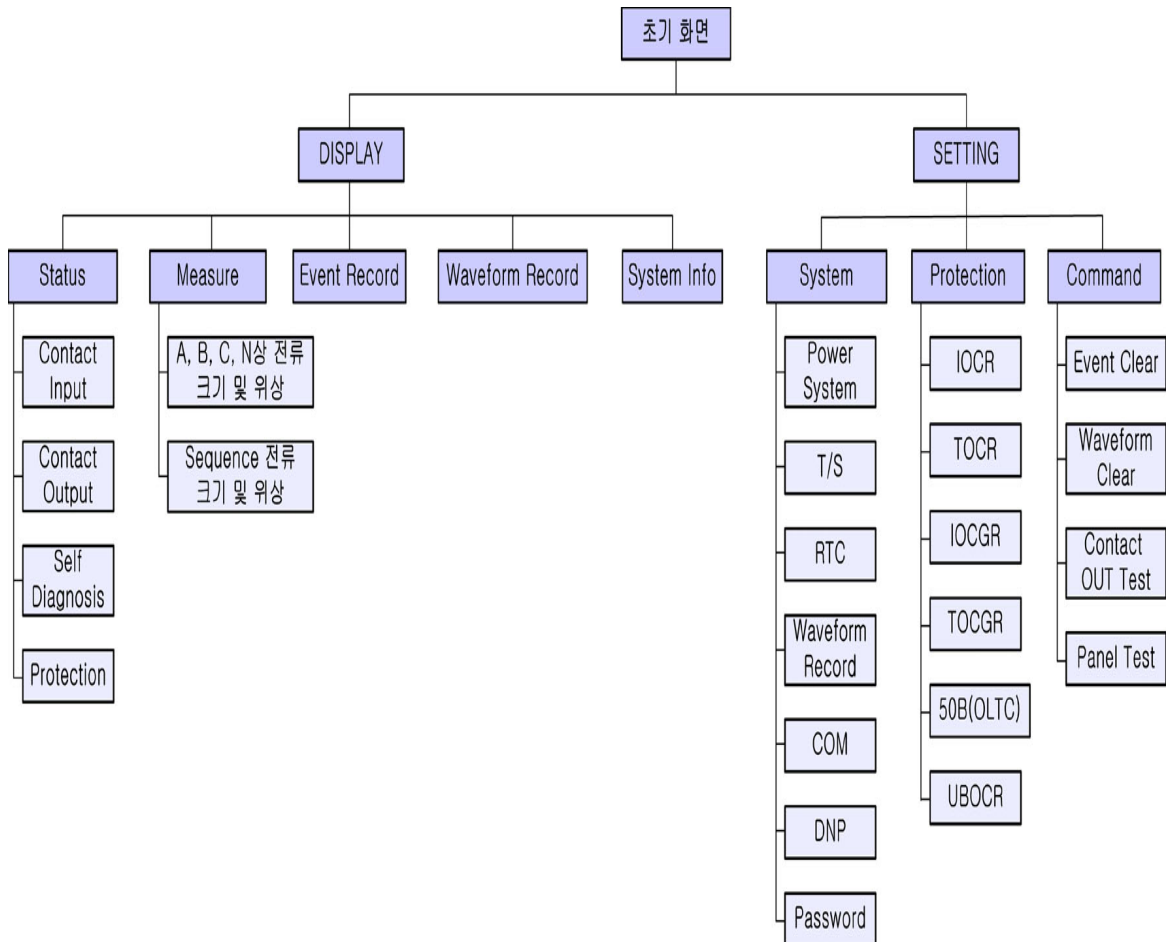 초기 화면
DISPLAY
SETTING
Status
Measure
Event Record
Waveform Record
System Info
System
Protection
Command
Contact
Input
Contact
Output
Self
Diagnosis
Protection
A, B, C, N상 전류
크기 및 위상
Sequence 전류
크기 및 위상
Power
System
T/S
RTC
Waveform
Record
COM
DNP
Password
IOCR
TOCR
IOCGR
TOCGR
50B(OLTC)
UBOCR
Event Clear
Waveform
Clear
Contact
OUT Test
Panel Test